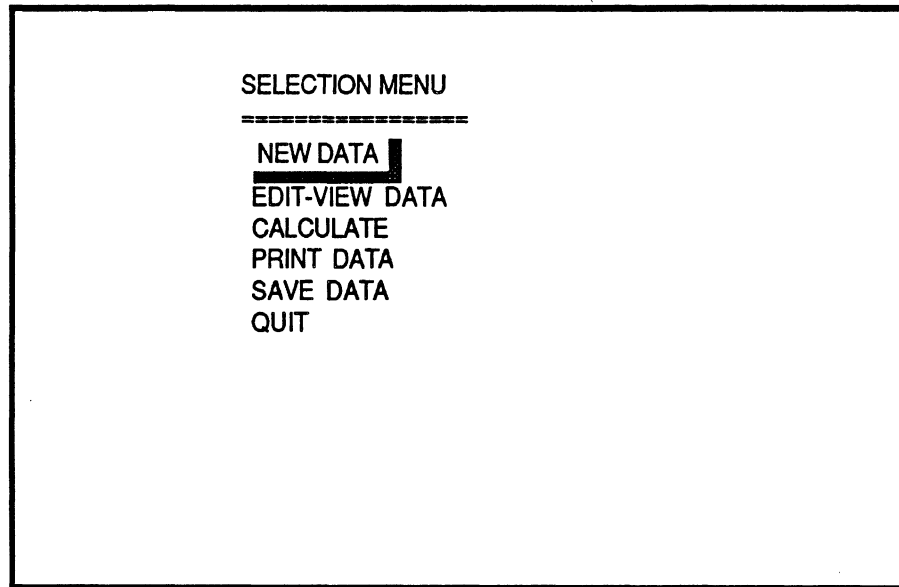 SELECTION MENU
=================
NEW DATA
EDIT-VIEW DATA
CALCULATE
PRINT DATA
SAVE DATA
QUIT